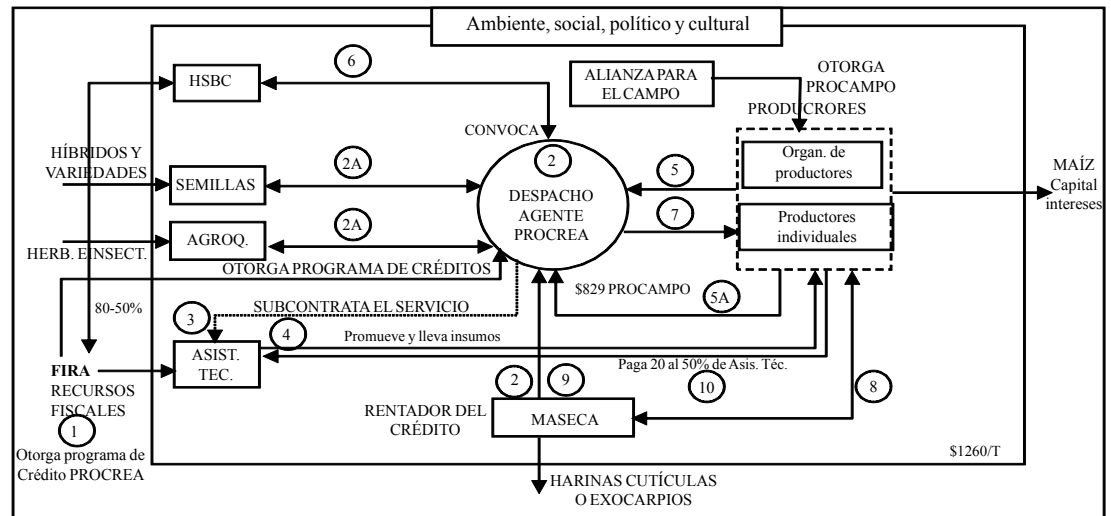 Ambiente, social, político y cultural
6
HSBC
ALIANZA PARA
EL CAMPO
OTORGA
PROCAMPO
PRODUCRORES
CONVOCA
HÍBRIDOS Y
VARIEDADES
2A
SEMILLAS
2
DESPACHO
AGENTE
PROCREA
5
Organ. de
productores
MAÍZ
Capital
intereses
7
Productores
individuales
2A
AGROQ.
HERB. EINSECT.
OTORGA PROGRAMA DE CRÉDITOS
80-50%
SUBCONTRATA EL SERVICIO
$829 PROCAMPO
5A
3
4
Promueve y lleva insumos
ASIST.
TEC.
Paga 20 al 50% de Asis. Téc.
FIRA
RECURSOS
FISCALES
1
Otorga programa de
Crédito PROCREA
2
9
10
8
RENTADOR DEL
CRÉDITO
MASECA
$1260/T
HARINAS CUTÍCULAS
O EXOCARPIOS